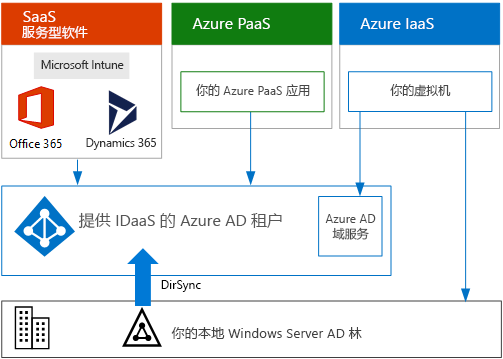 SaaS
服务型软件
Azure PaaS
Azure IaaS
Microsoft Intune
Office 365
Dynamics 365
你的 Azure PaaS 应用
你的虚拟机
提供 IDaaS 的 Azure AD 租户
Azure AD
域服务
DirSync
你的本地 Windows Server AD 林